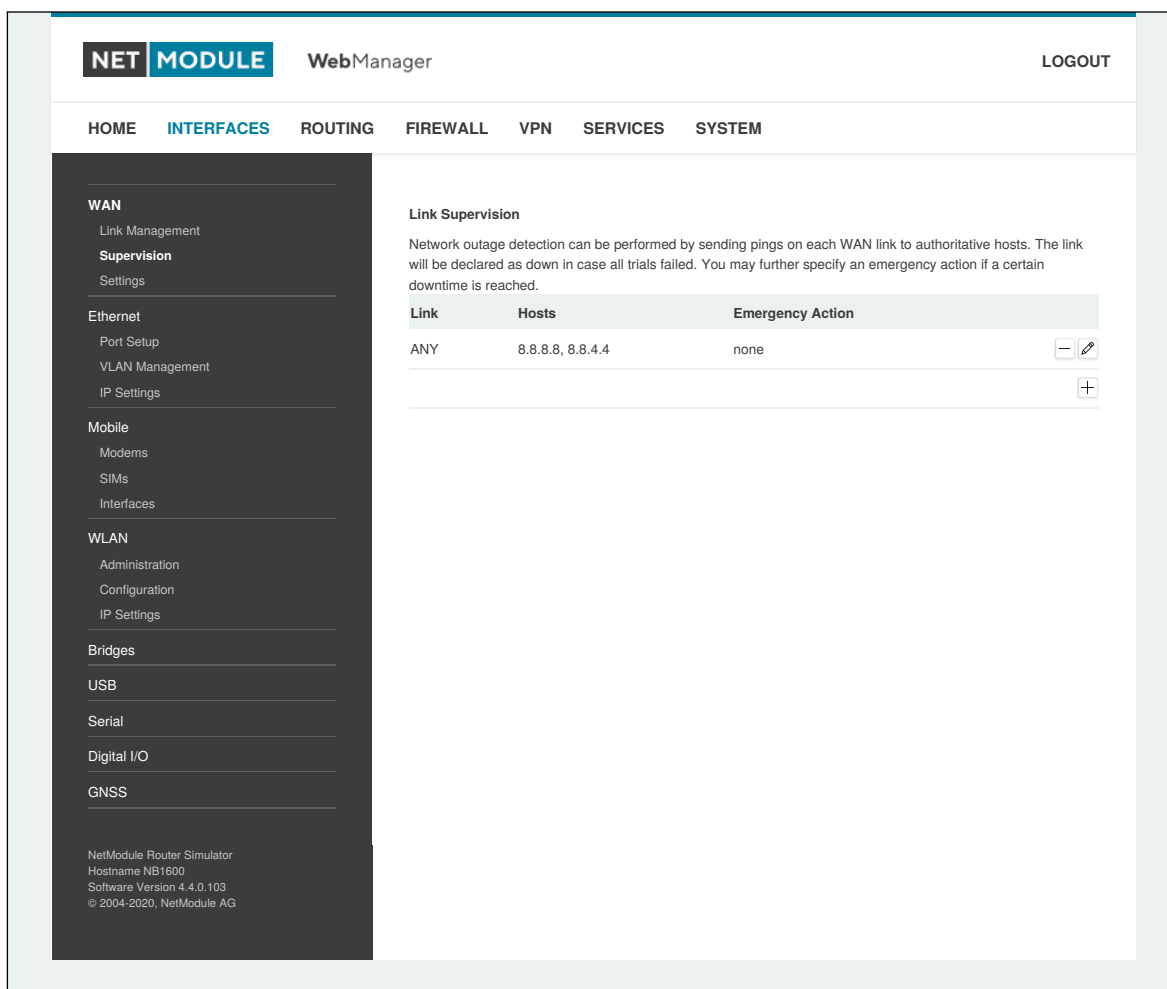 NET MODULE WebManager LOGOUT
HOME INTERFACES ROUTING FIREWALL VPN SERVICES SYSTEM
WAN
Link Management
Supervision
Settings
Ethernet
Port Setup
VLAN Management
IP Settings
Mobile
Modems
SIMs
Interfaces
WLAN
Administration
Configuration
IP Settings
Bridges
USB
Serial
Digital I/O
GNSS
NetModule Router Simulator
Hostname NB1600
Software Version 4.4.0.103
© 2004-2020, NetModule AG
Link Supervision
Network outage detection can be performed by sending pings on each WAN link to authoritative hosts. The link
will be declared as down in case all trials failed. You may further specify an emergency action if a certain
downtime is reached.
Link Hosts Emergency Action
ANY 8.8.8.8, 8.8.4.4 none